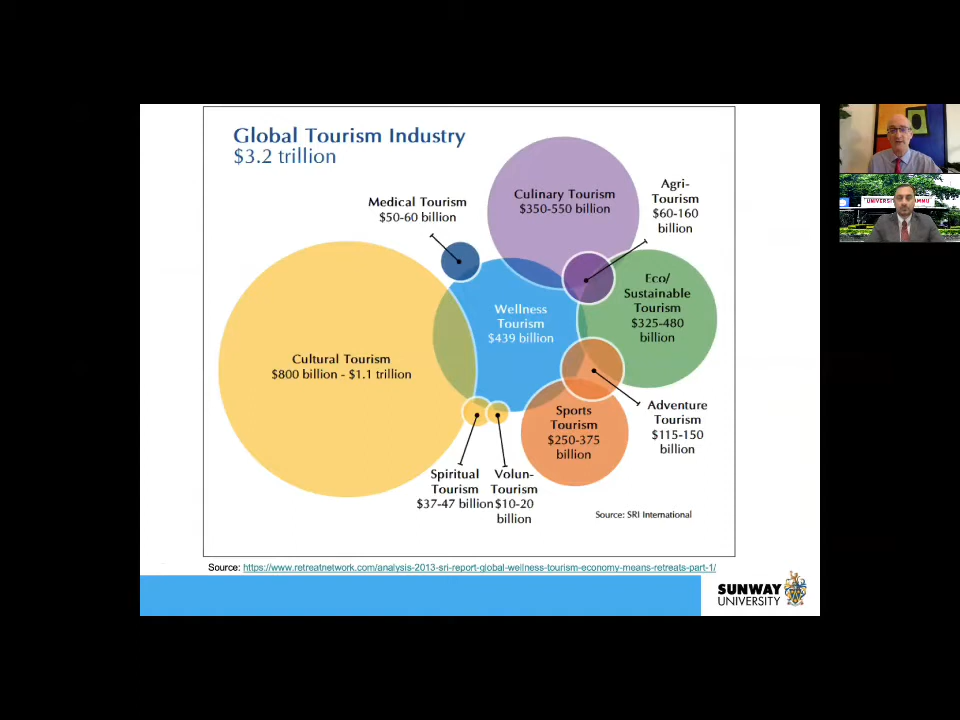 Global Tourism Industry
$3.2 trillion
Medical Tourism
$50-60 billion
Culinary Tourism
$350-550 billion
Agri-
Tourism
$60-160
billion
Wellness
Tourism
$439 billion
Eco/
Sustainable
Tourism
$325-480
billion
Cultural Tourism
$800 billion - $1.1 trillion
Sports
Tourism
$250-375
billion
Adventure
Tourism
$115-150
billion
Spiritual
Tourism
$37-47 billion
Volun-
Tourism
$10-20
billion
Source: SRI International
Source: https://www.retreatnetwork.com/analysis-2013-sri-report-global-wellness-tourism-economy-means-retreats-part-1/
SUNWAY
UNIVERSITY